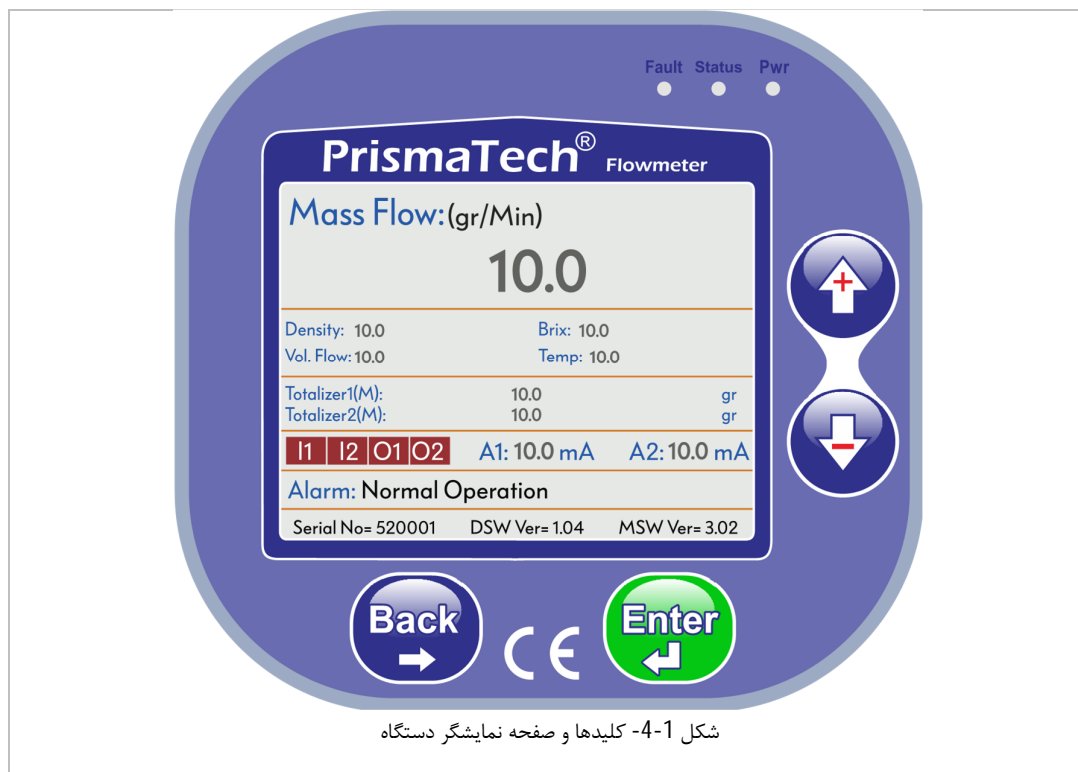 Fault Status Pwr
PrismaTech® Flowmeter
Mass Flow:(gr/Min)
10.0
+
Density: 10.0 Brix: 10.0
Vol. Flow: 10.0 Temp: 10.0
Totalizer1(M): 10.0 gr
Totalizer2(M): 10.0 gr
I1 I2 O1 O2 A1: 10.0 mA A2: 10.0 mA
Alarm: Normal Operation
Serial No= 520001 DSW Ver= 1.04 MSW Ver= 3.02
Back Enter
CE
شکل 1-4- کلیدها و صفحه نمایشگر دستگاه